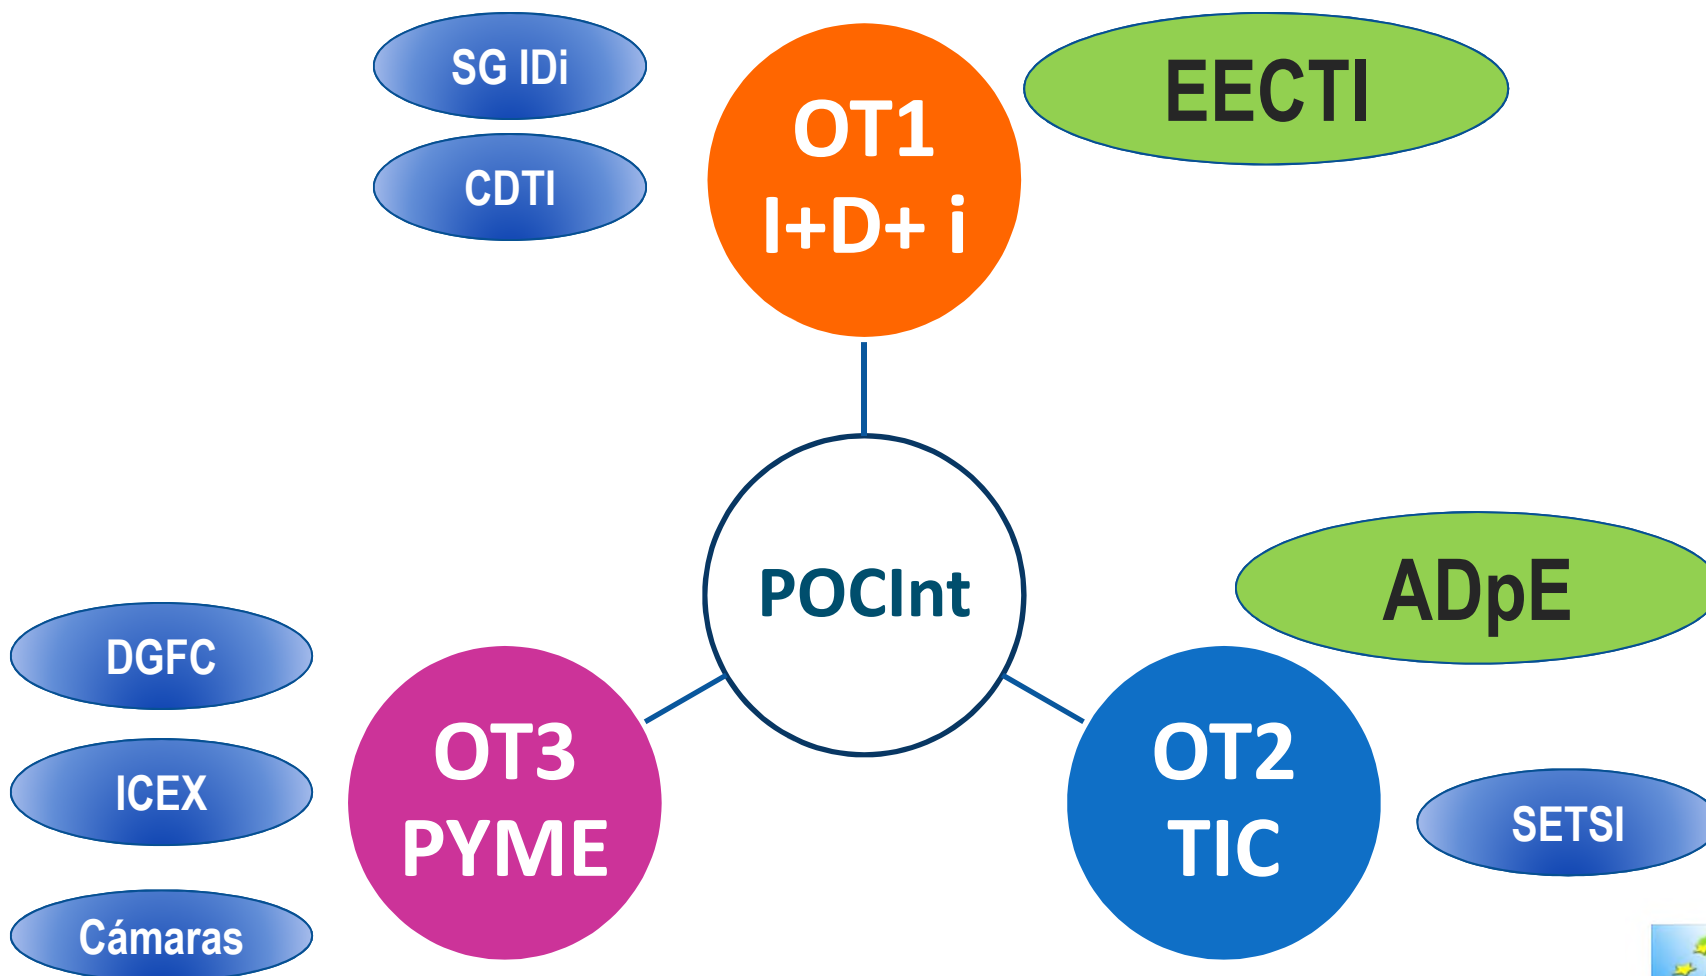 SG IDi
CDTI
OT1
I+D+ i
EECTI
POCInt
ADpE
DGFC
ICEX
Cámaras
OT3
PYME
OT2
TIC
SETSI